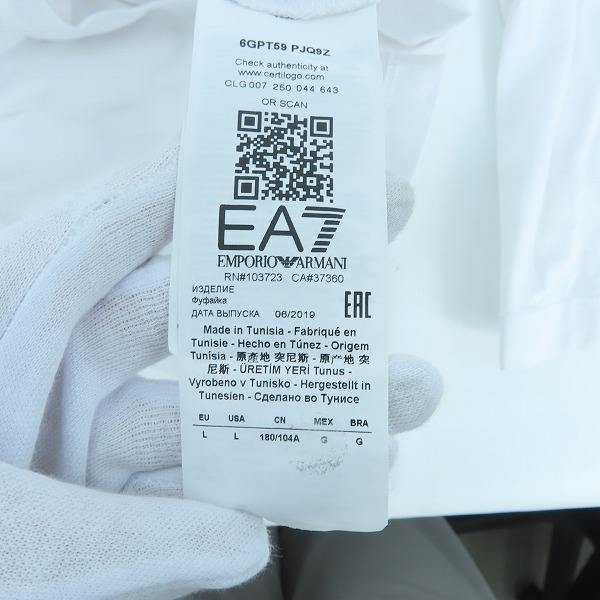 6GPT59 PJQ9Z
Check authenticity at
www.certilogo.com
CLG 007 250 044 643
OR SCAN
EA7
EMPORIO ARMANI
RN#103723 CA#37360
ИЗДЕЛИЕ
Фуфайка
ДАТА ВЫПУСКА 06/2019
EAC
Made in Tunisia - Fabriqué en
Tunisie - Hecho en Túnez - Origem
Tunísia - 原產地 突尼斯 - 原产地 突
尼斯 - ÜRETİM YERİ Tunus -
Vyrobeno v Tunisko - Hergestellt in
Tunesien - Сделано во Тунисе
EU USA CN MEX BRA
L L 180/104A G G